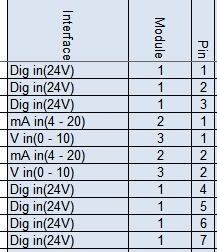 Interface Module Pin
Dig in(24V) 1 1
Dig in(24V) 1 2
Dig in(24V) 1 3
mA in(4 - 20) 2 1
V in(0 - 10) 3 1
mA in(4 - 20) 2 2
V in(0 - 10) 3 2
Dig in(24V) 1 4
Dig in(24V) 1 5
Dig in(24V) 1 6
Dig in(24V) 1 7